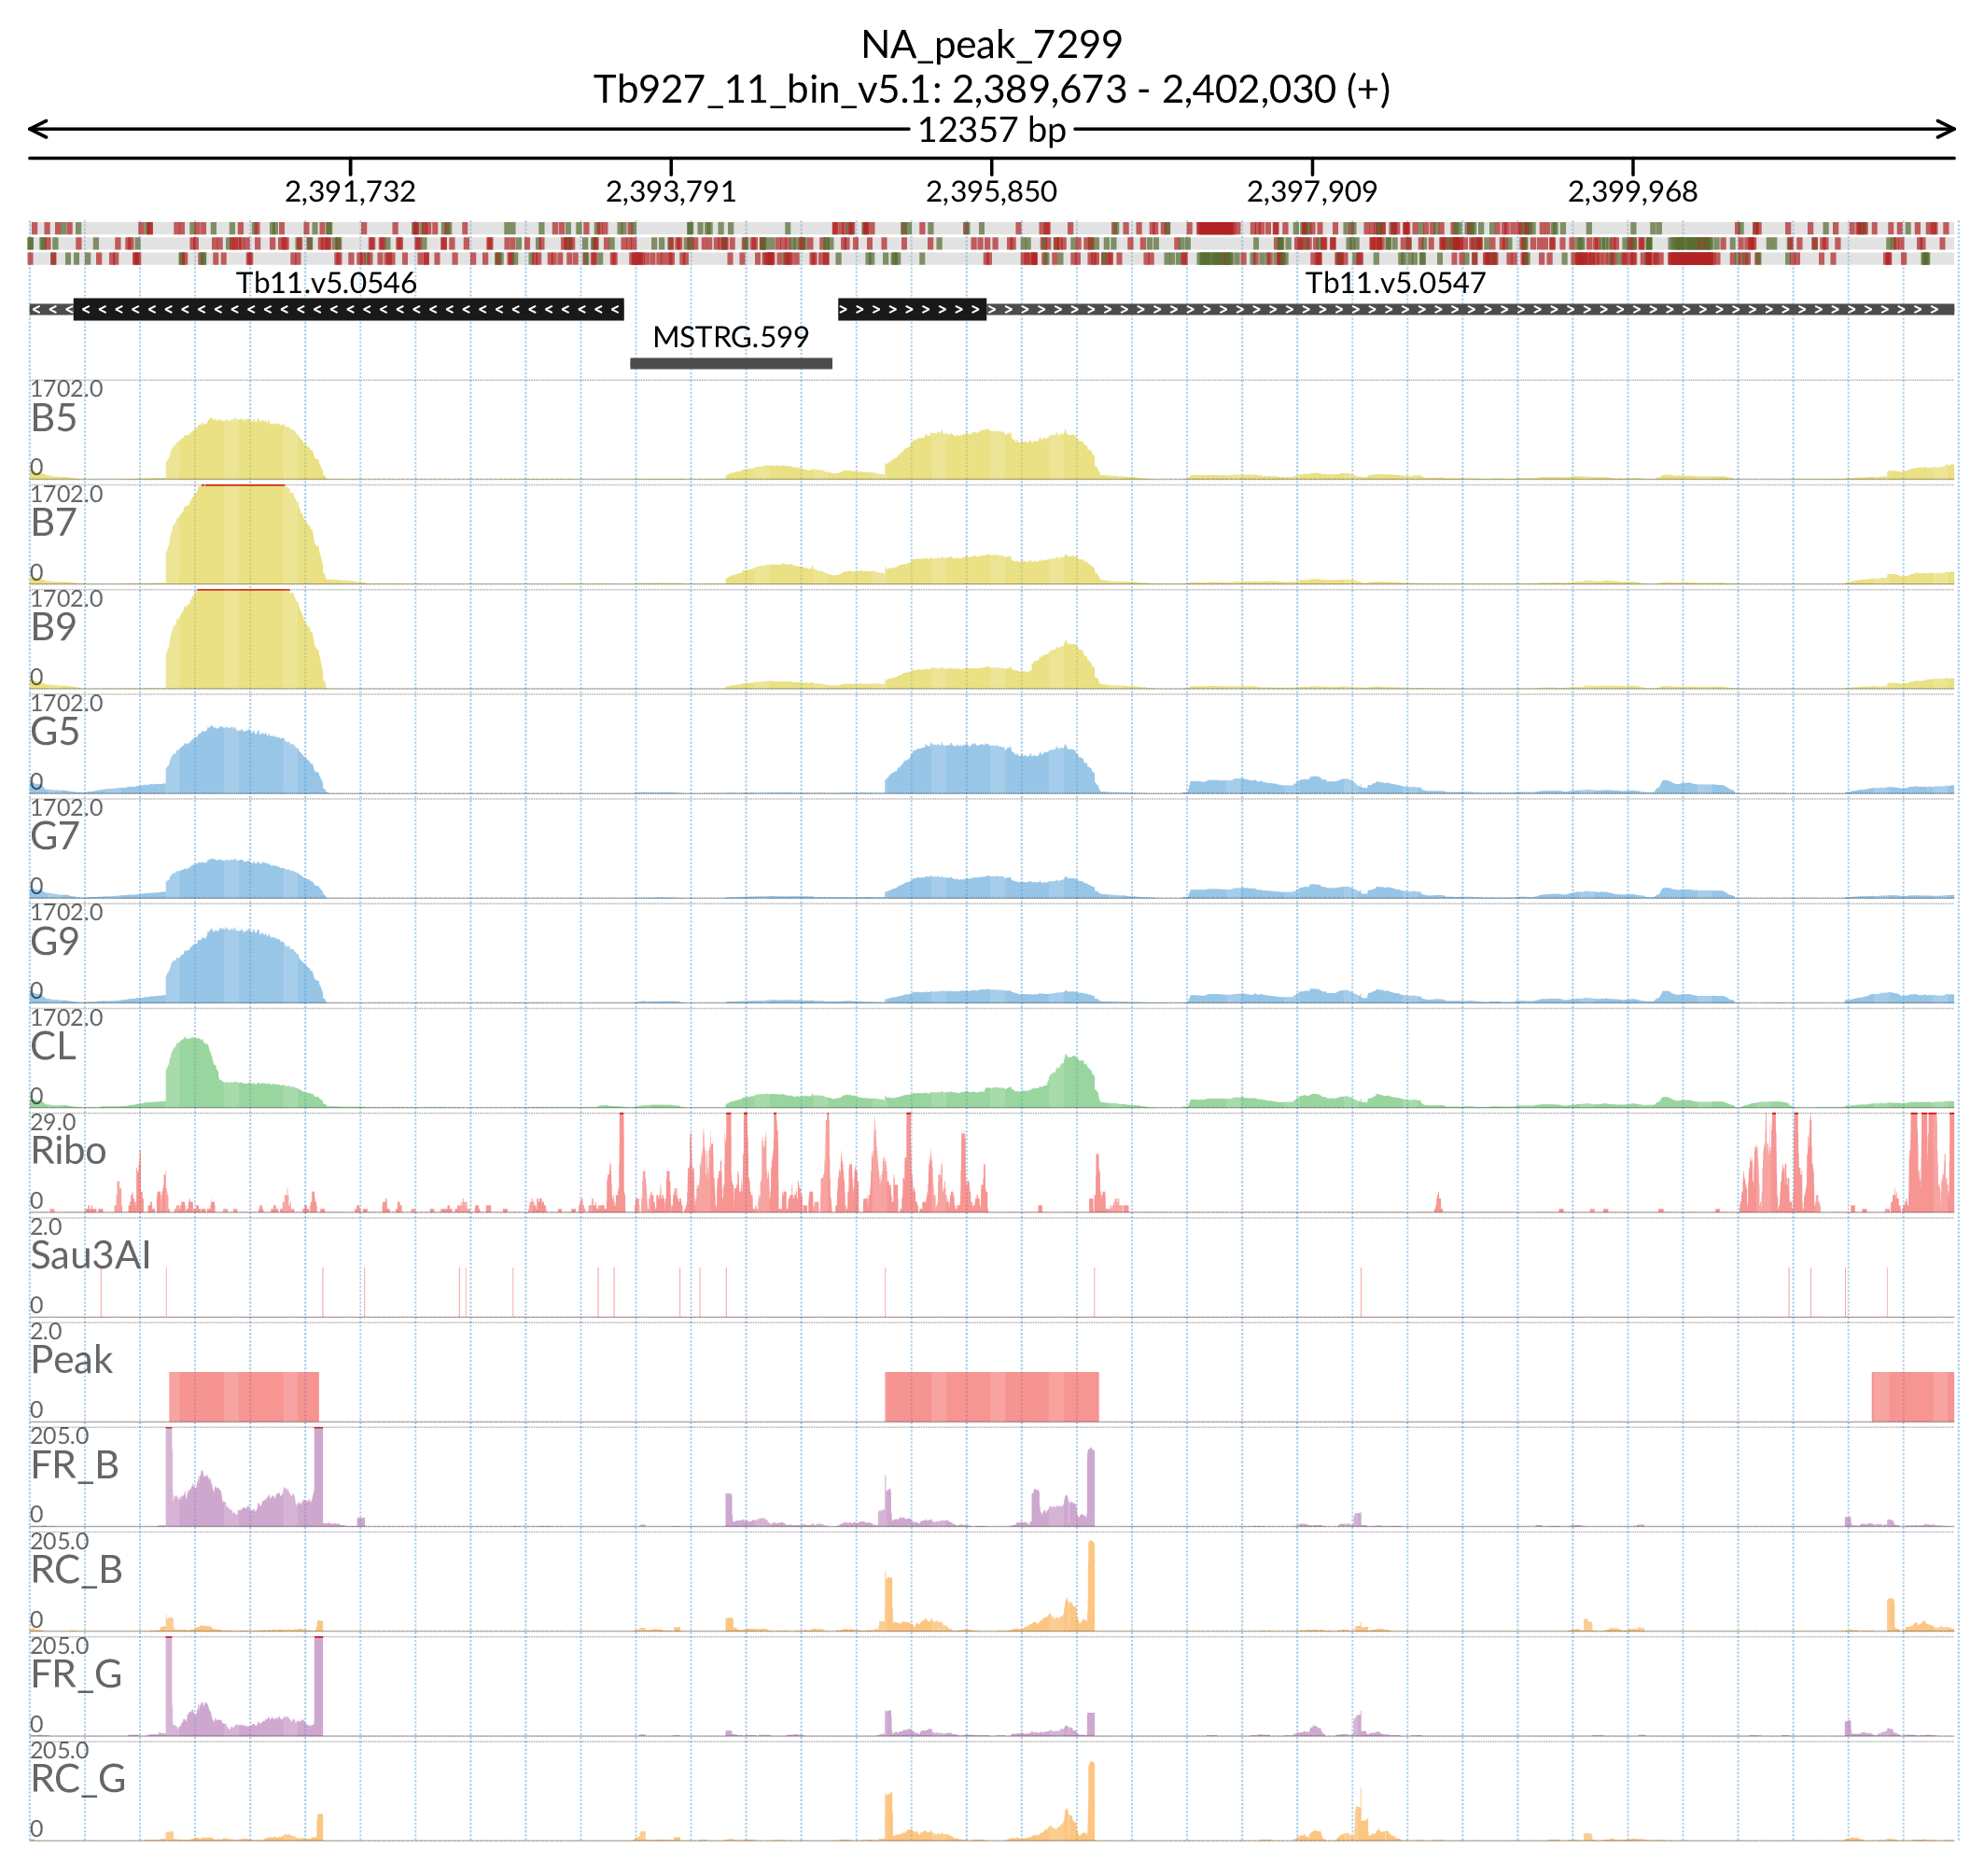 NA_peak_7299
Tb927_11_bin_v5.1: 2,389,673 - 2,402,030 (+)
12357 bp
2,391,732 2,393,791 2,395,850 2,397,909 2,399,968
Tb11.v5.0546 Tb11.v5.0547
MSTRG.599
1702.0
B5
0
1702.0
B7
0
1702.0
B9
0
1702.0
G5
0
1702.0
G7
0
1702.0
G9
0
1702.0
CL
0
29.0
Ribo
0
2.0
Sau3AI
0
2.0
Peak
0
205.0
FR_B
0
205.0
RC_B
0
205.0
FR_G
0
205.0
RC_G
0